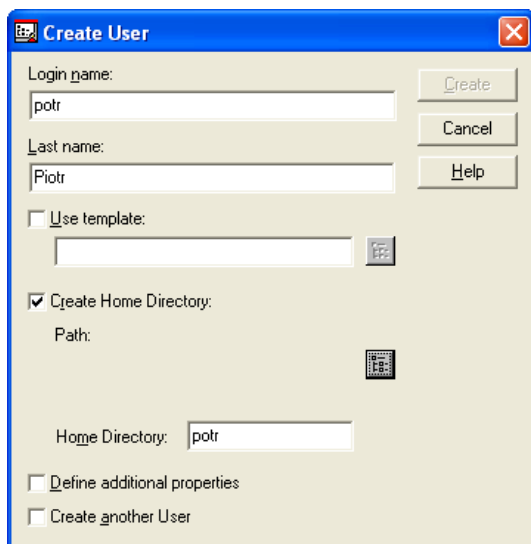 Create User
Login name:
potr
Create
Cancel
Last name:
Piotr
Help
Use template:
Create Home Directory:
Path:
Home Directory: potr
Define additional properties
Create another User